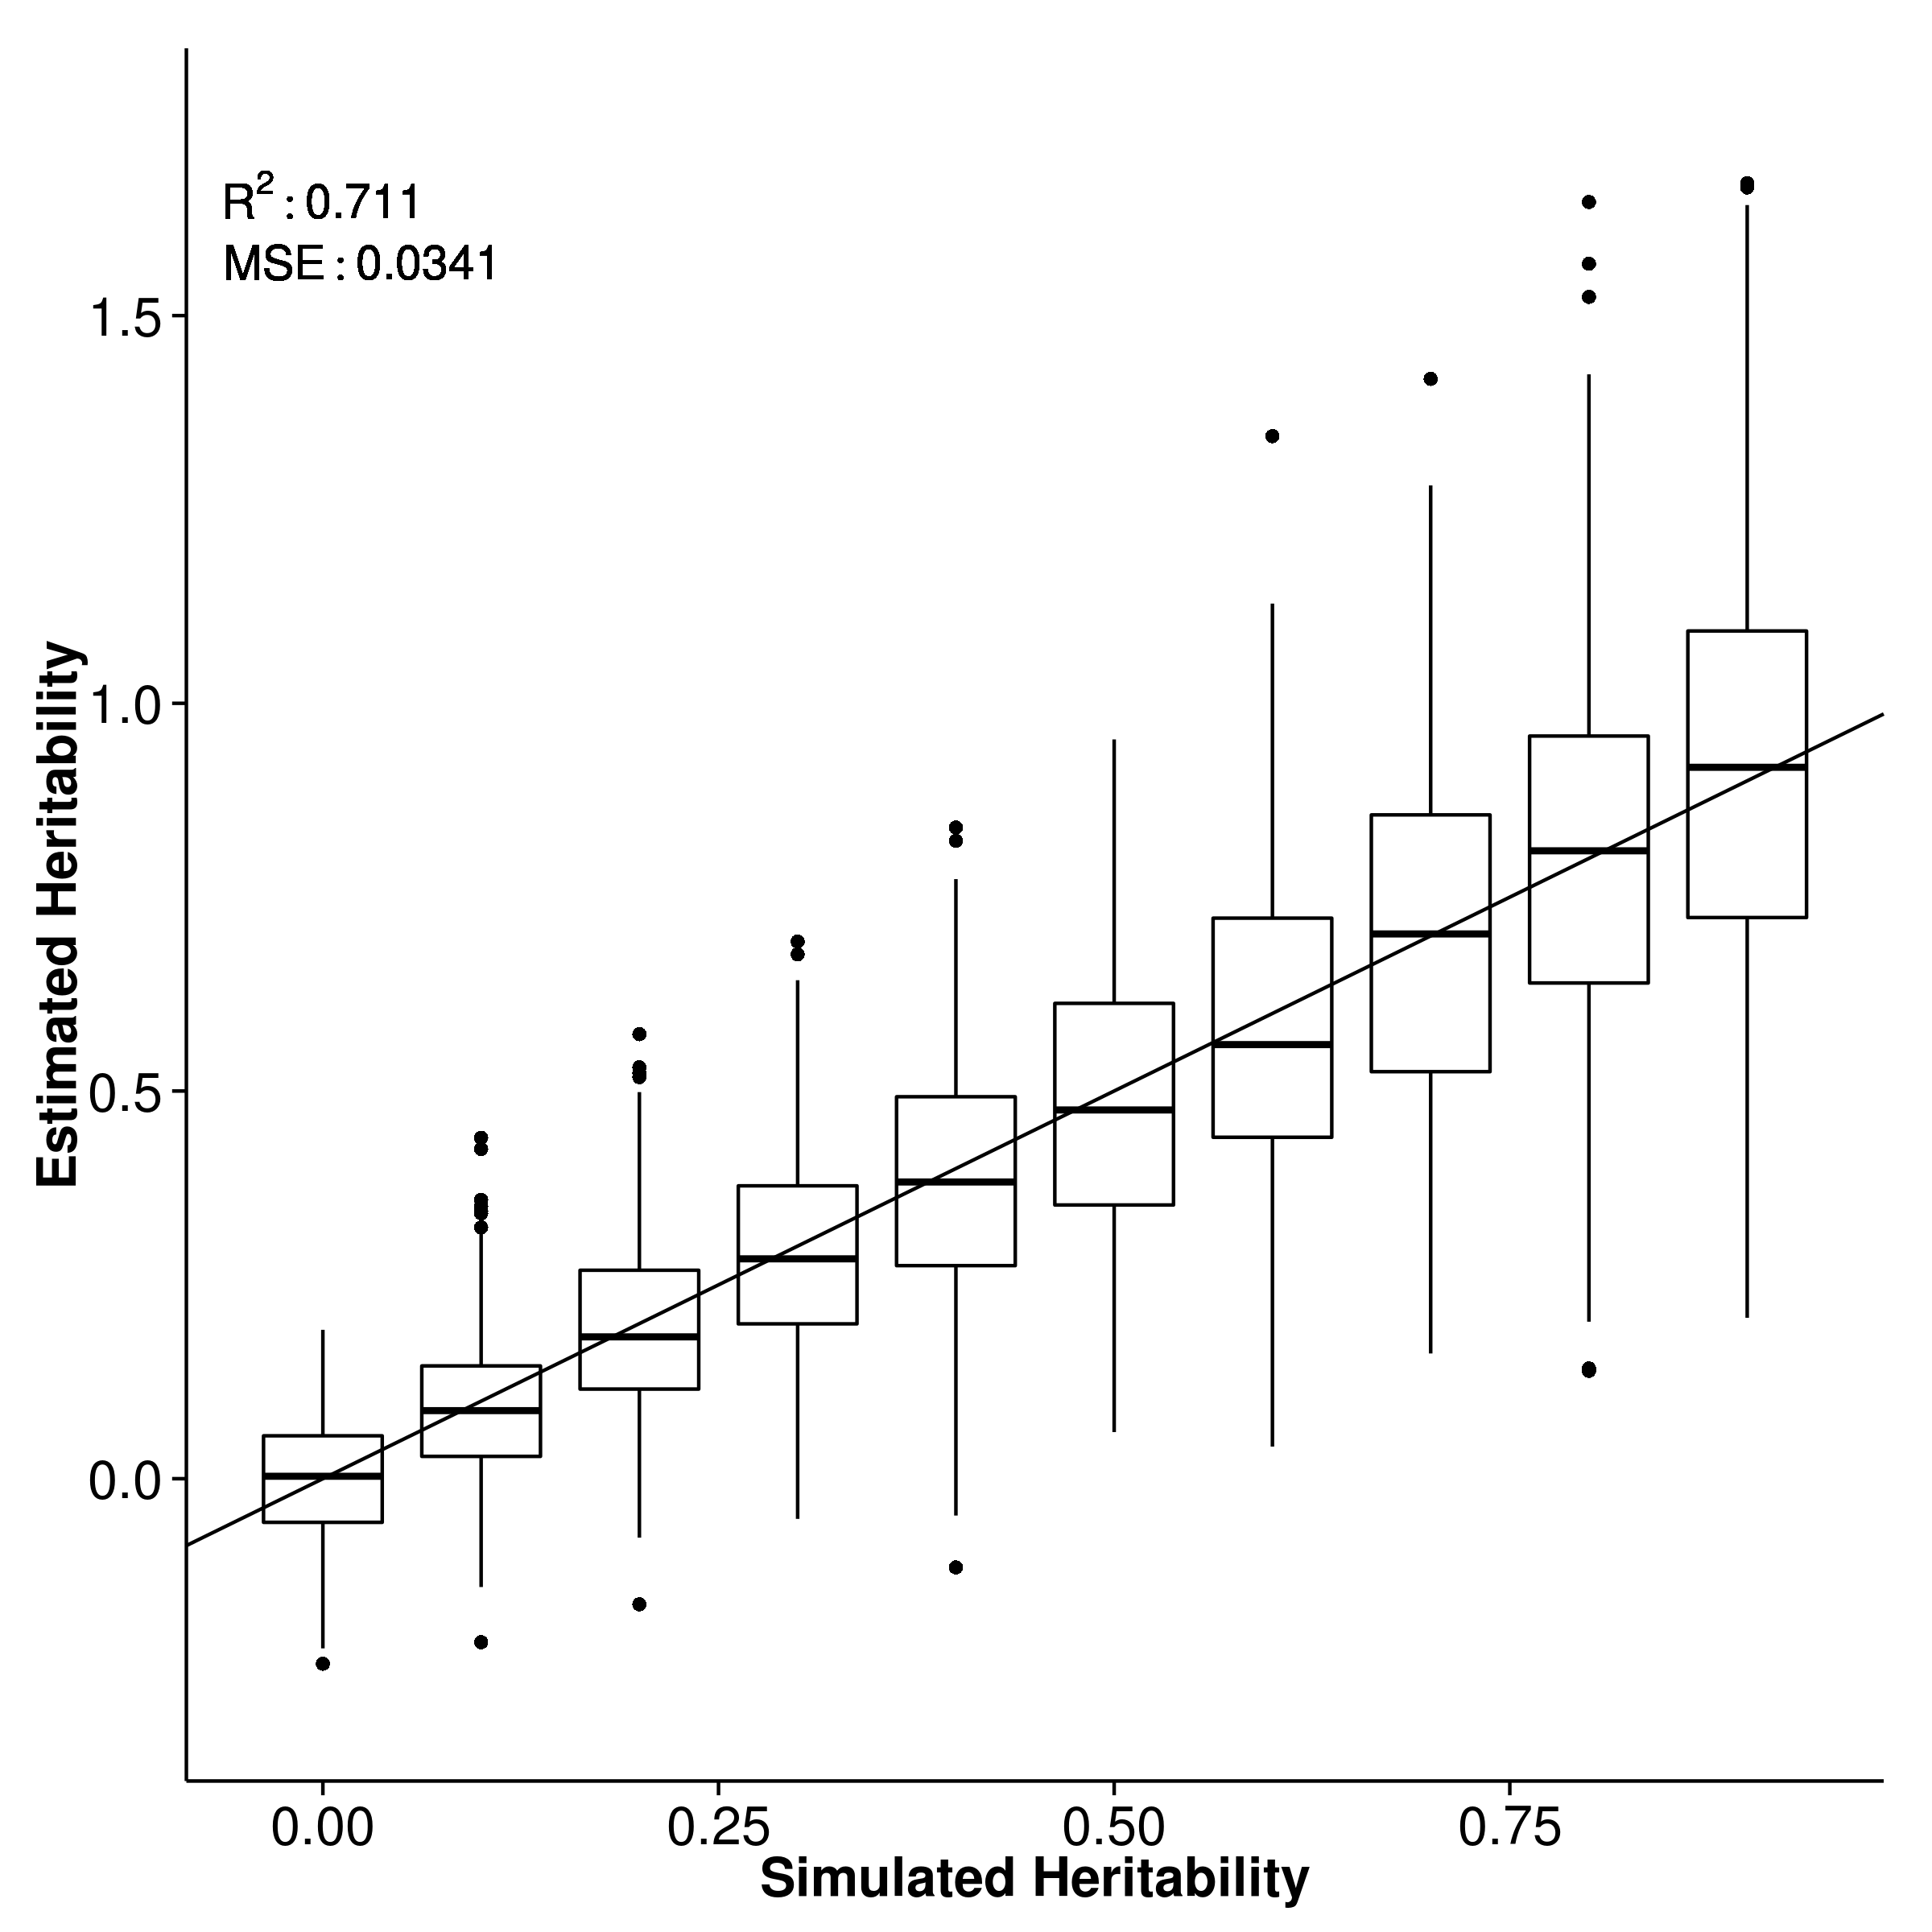 R²: 0.711
MSE: 0.0341
1.5
1.0
0.5
0.0
Estimated Heritability
0.00 0.25 0.50 0.75
Simulated Heritability